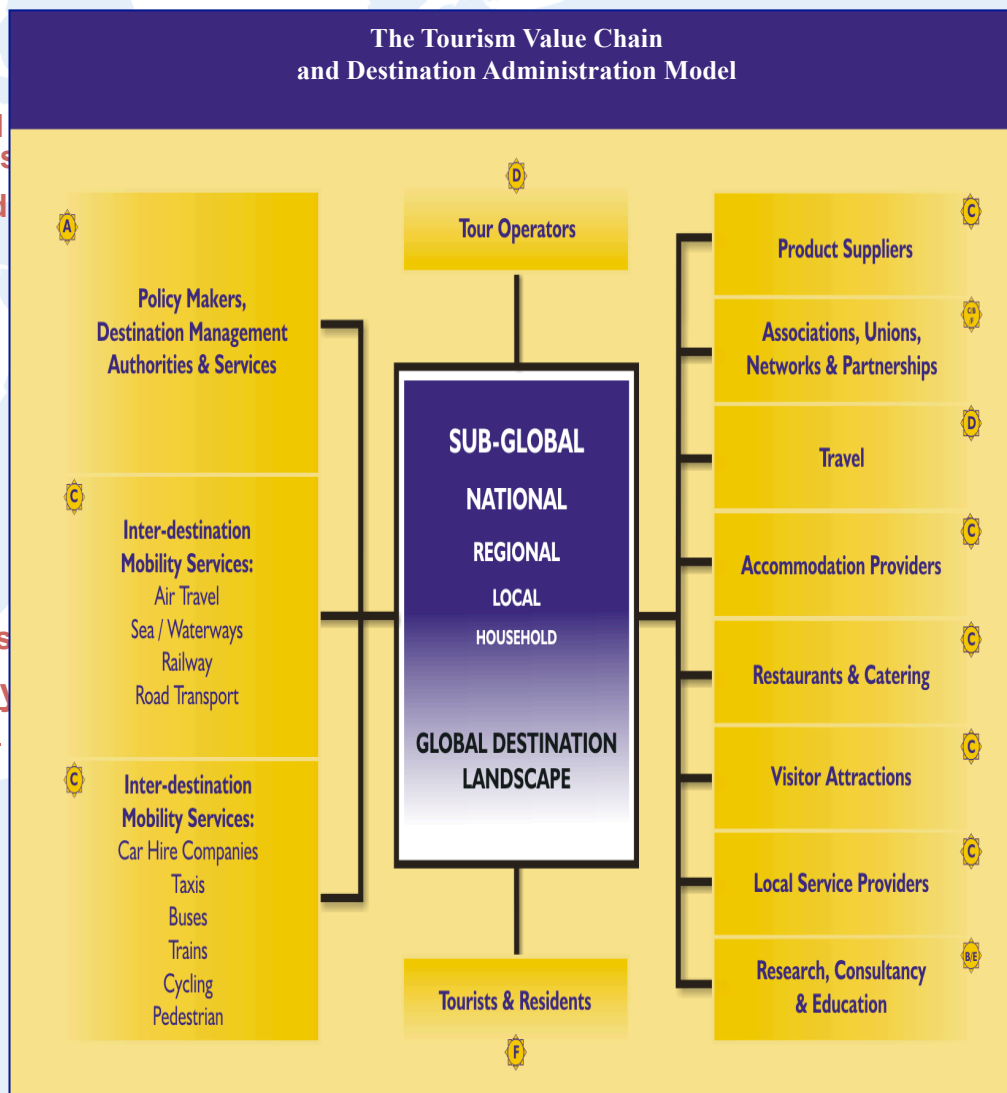 The Tourism Value Chain
and Destination Administration Model
D
Tour Operators
A
Policy Makers,
Destination Management
Authorities & Services
C
Inter-destination
Mobility Services:
Air Travel
Sea / Waterways
Railway
Road Transport
C
Inter-destination
Mobility Services:
Car Hire Companies
Taxis
Buses
Trains
Cycling
Pedestrian
SUB-GLOBAL
NATIONAL
REGIONAL
LOCAL
HOUSEHOLD
GLOBAL DESTINATION
LANDSCAPE
Tourists & Residents
F
C
Product Suppliers
Associations, Unions,
Networks & Partnerships
D
Travel
C
Accommodation Providers
C
Restaurants & Catering
C
Visitor Attractions
C
Local Service Providers
B/E
Research, Consultancy
& Education